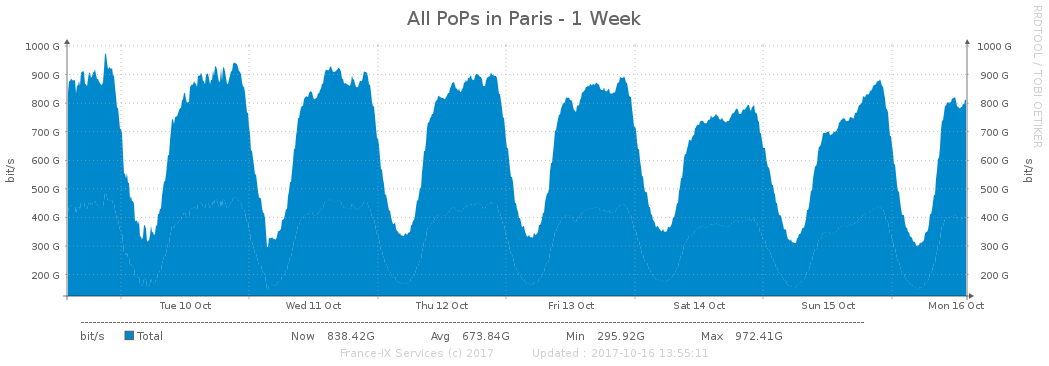 All PoPs in Paris - 1 Week
RRDTOOL / TOBI OETIKER
1000 G 1000 G
900 G 900 G
800 G 800 G
700 G 700 G
600 G 600 G
500 G 500 G
400 G 400 G
300 G 300 G
200 G 200 G
bit/s bit/s
Tue 10 Oct Wed 11 Oct Thu 12 Oct Fri 13 Oct Sat 14 Oct Sun 15 Oct Mon 16 Oct
bit/s Total Now 838.42G Avg 673.84G Min 295.92G Max 972.41G
France-IX Services (c) 2017 Updated : 2017-10-16 13:55:11